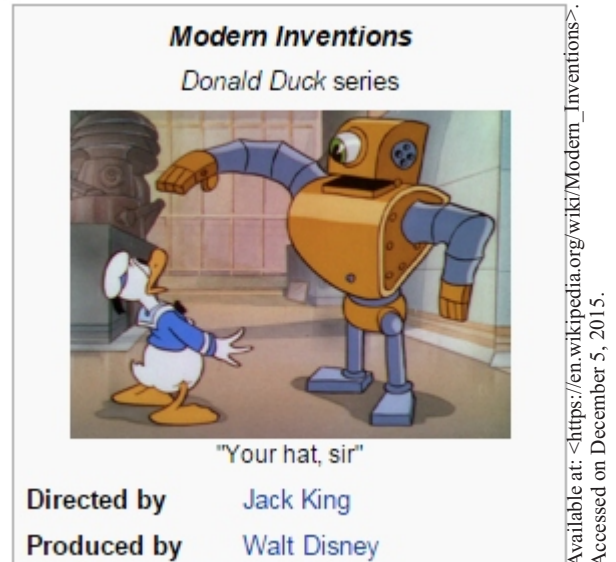 Modern Inventions
Donald Duck series
"Your hat, sir"
Directed by Jack King
Produced by Walt Disney
Available at: <https://en.wikipedia.org/wiki/Modern_Inventions>.
Accessed on December 5, 2015.